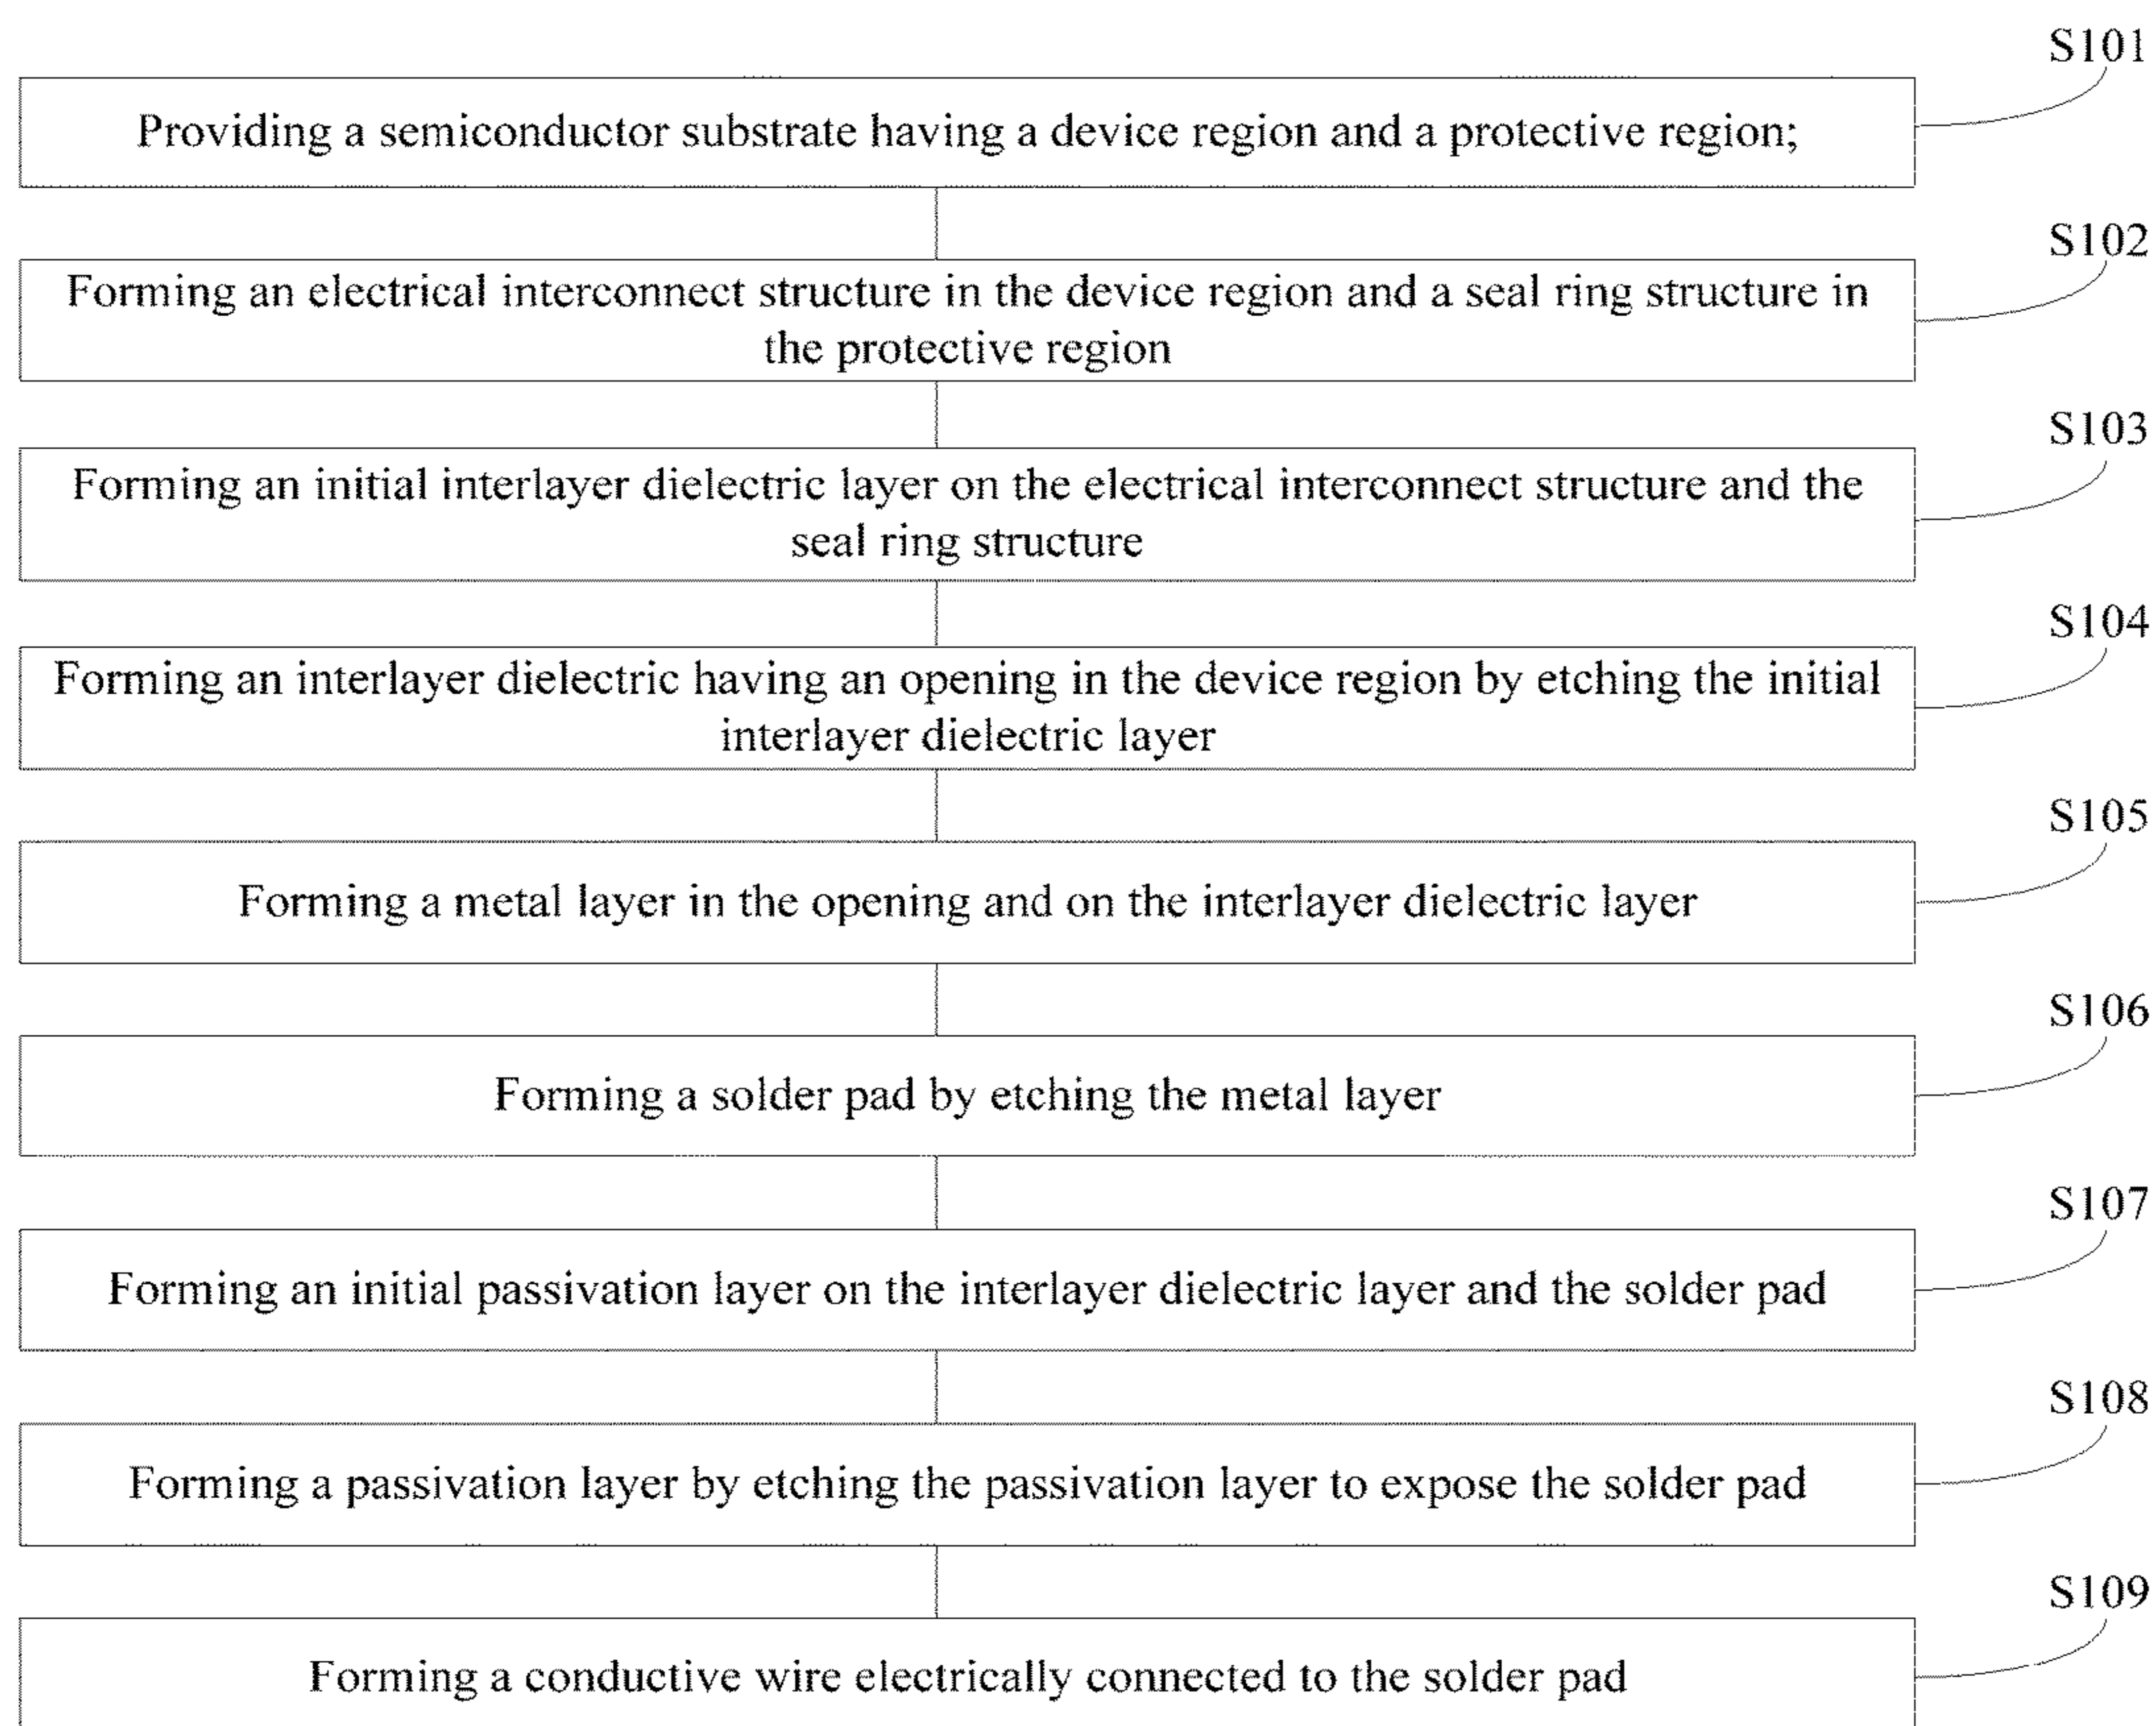 S101
Providing a semiconductor substrate having a device region and a protective region;
S102
Forming an electrical interconnect structure in the device region and a seal ring structure in
the protective region
S103
Forming an initial interlayer dielectric layer on the electrical interconnect structure and the
seal ring structure
S104
Forming an interlayer dielectric having an opening in the device region by etching the initial
interlayer dielectric layer
S105
Forming a metal layer in the opening and on the interlayer dielectric layer
S106
Forming a solder pad by etching the metal layer
S107
Forming an initial passivation layer on the interlayer dielectric layer and the solder pad
S108
Forming a passivation layer by etching the passivation layer to expose the solder pad
S109
Forming a conductive wire electrically connected to the solder pad